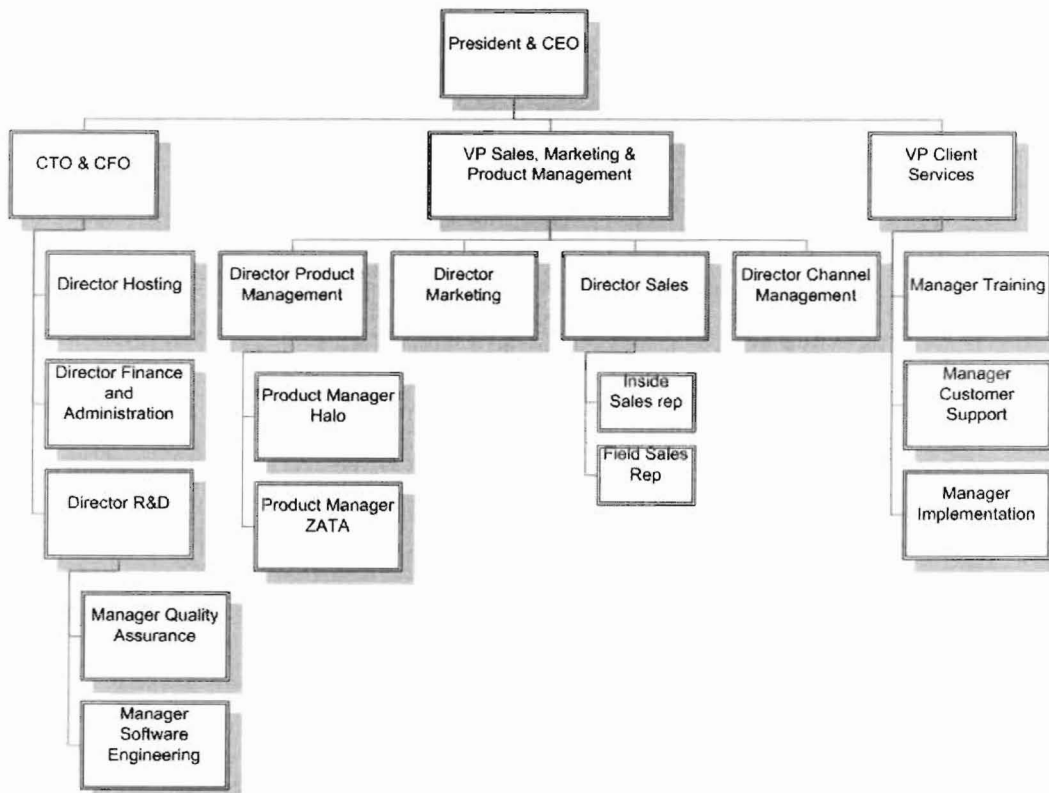 President & CEO
CTO & CFO
VP Sales, Marketing &
Product Management
VP Client
Services
Director Hosting
Director Product
Management
Director
Marketing
Director Sales
Director Channel
Management
Manager Training
Director Finance
and
Administration
Product Manager
Halo
Inside
Sales rep
Manager
Customer
Support
Field Sales
Rep
Director R&D
Product Manager
ZATA
Manager
Implementation
Manager Quality
Assurance
Manager
Software
Engineering